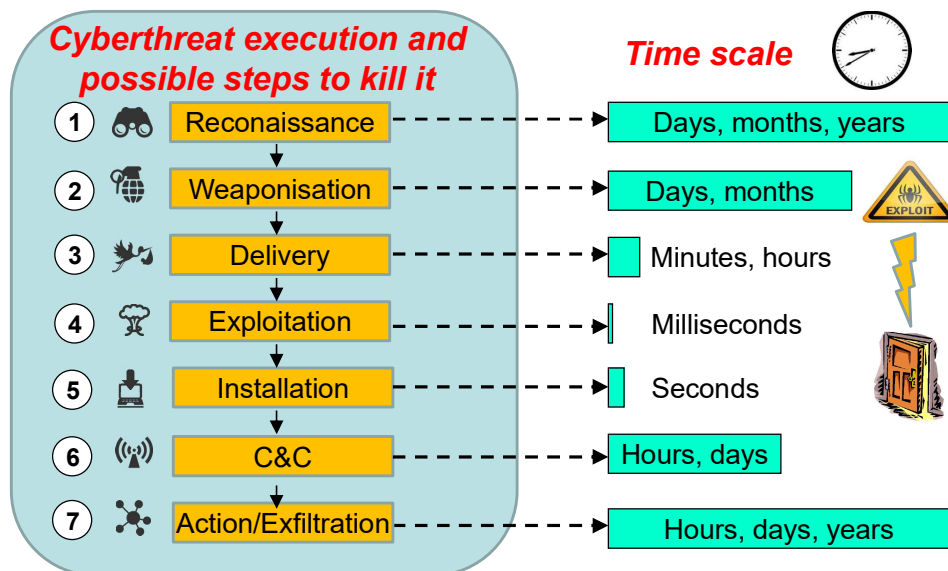 Cyberthreat execution and
possible steps to kill it
Time scale
1
Reconaissance
Days, months, years
2
Weaponisation
Days, months
EXPLOIT
3
Delivery
Minutes, hours
4
Exploitation
Milliseconds
5
Installation
Seconds
6
C&C
Hours, days
7
Action/Exfiltration
Hours, days, years